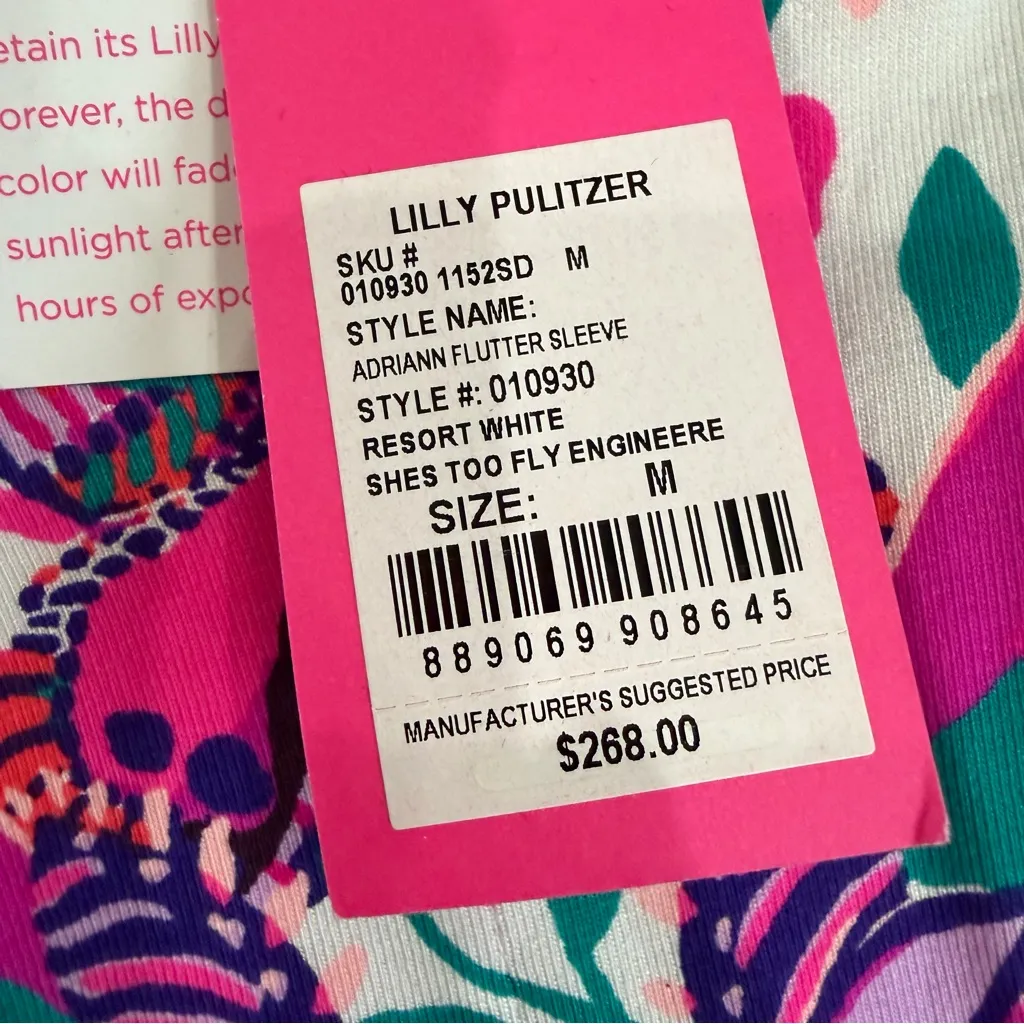 etain its Lilly
orever, the d
color will fad
sunlight after
hours of expo
LILLY PULITZER
SKU #
010930 1152SD M
STYLE NAME:
ADRIANN FLUTTER SLEEVE
STYLE #: 010930
RESORT WHITE
SHES TOO FLY ENGINEERE
SIZE: M
889069 908645
MANUFACTURER'S SUGGESTED PRICE
$268.00